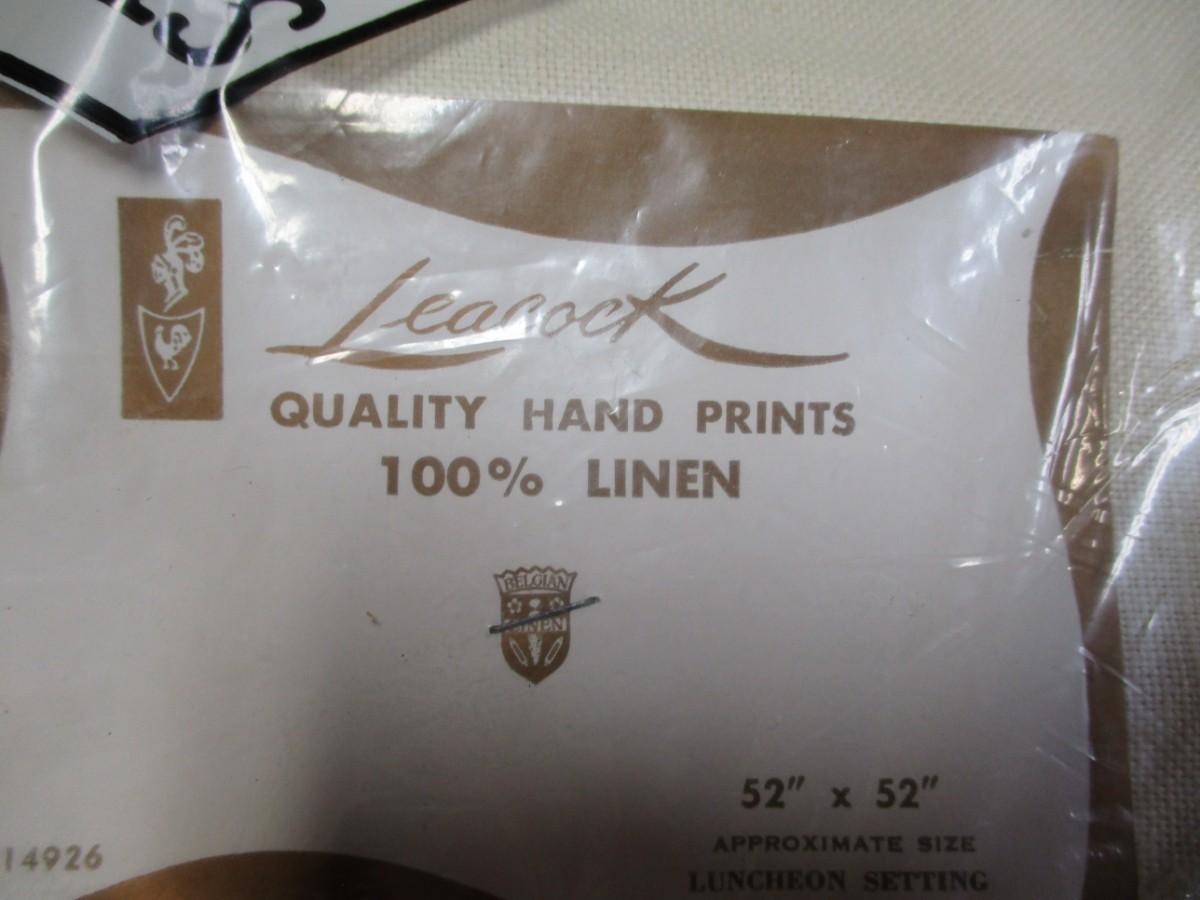 Leacock
QUALITY HAND PRINTS
100% LINEN
BELGIAN
LINEN
52" x 52"
APPROXIMATE SIZE
LUNCHEON SETTING
14926